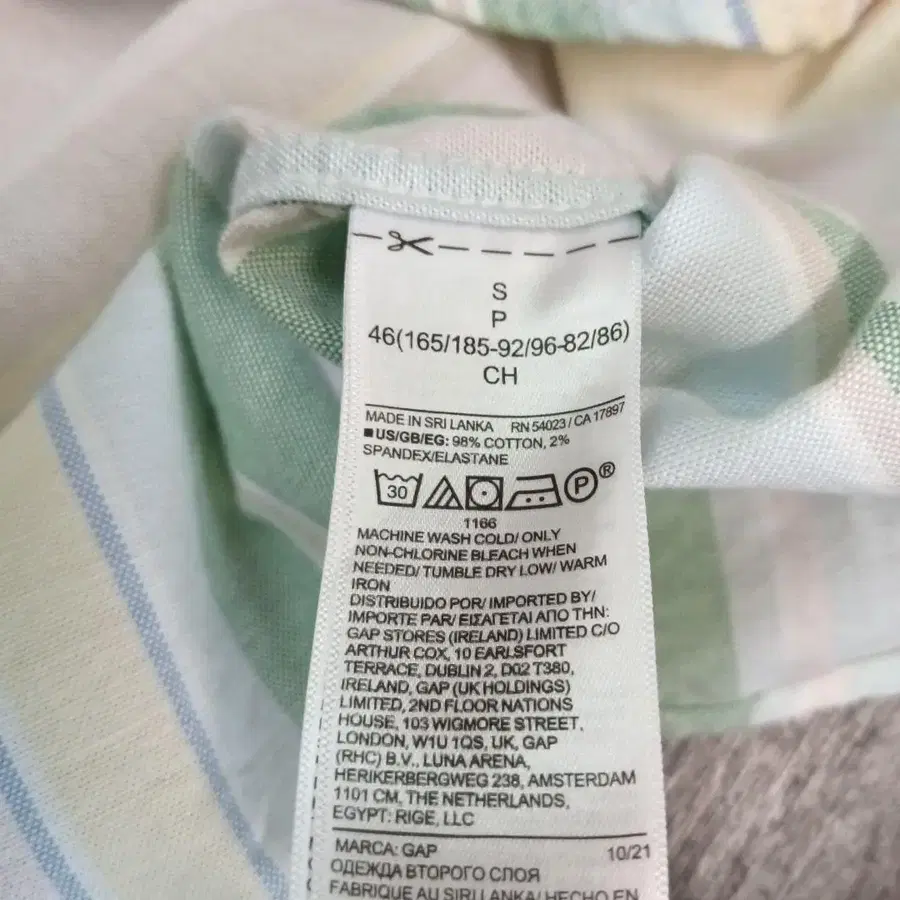 S
P
46(165/185-92/96-82/86)
CH
MADE IN SRI LANKA RN 54023 / CA 17897
■US/GB/EG: 98% COTTON, 2%
SPANDEX/ELASTANE
30 P ®
1166
MACHINE WASH COLD/ ONLY
NON-CHLORINE BLEACH WHEN
NEEDED/ TUMBLE DRY LOW/ WARM
IRON
DISTRIBUIDO POR/ IMPORTED BY/
IMPORTE PAR/ ΕΙΣΑΓΕΤΑΙ ΑΠΟ ΤΗΝ:
GAP STORES (IRELAND) LIMITED C/O
ARTHUR COX, 10 EARLSFORT
TERRACE, DUBLIN 2, D02 T380,
IRELAND, GAP (UK HOLDINGS)
LIMITED, 2ND FLOOR NATIONS
HOUSE, 103 WIGMORE STREET,
LONDON, W1U 1QS, UK, GAP
(RHC) B.V., LUNA ARENA,
HERIKERBERGWEG 238, AMSTERDAM
1101 CM, THE NETHERLANDS,
EGYPT: RIGE, LLC
MARCA: GAP 10/21
ОДЕЖДА ВТОРОГО СЛОЯ
FABRIQUE AU SRI LANKA/ HECHO EN